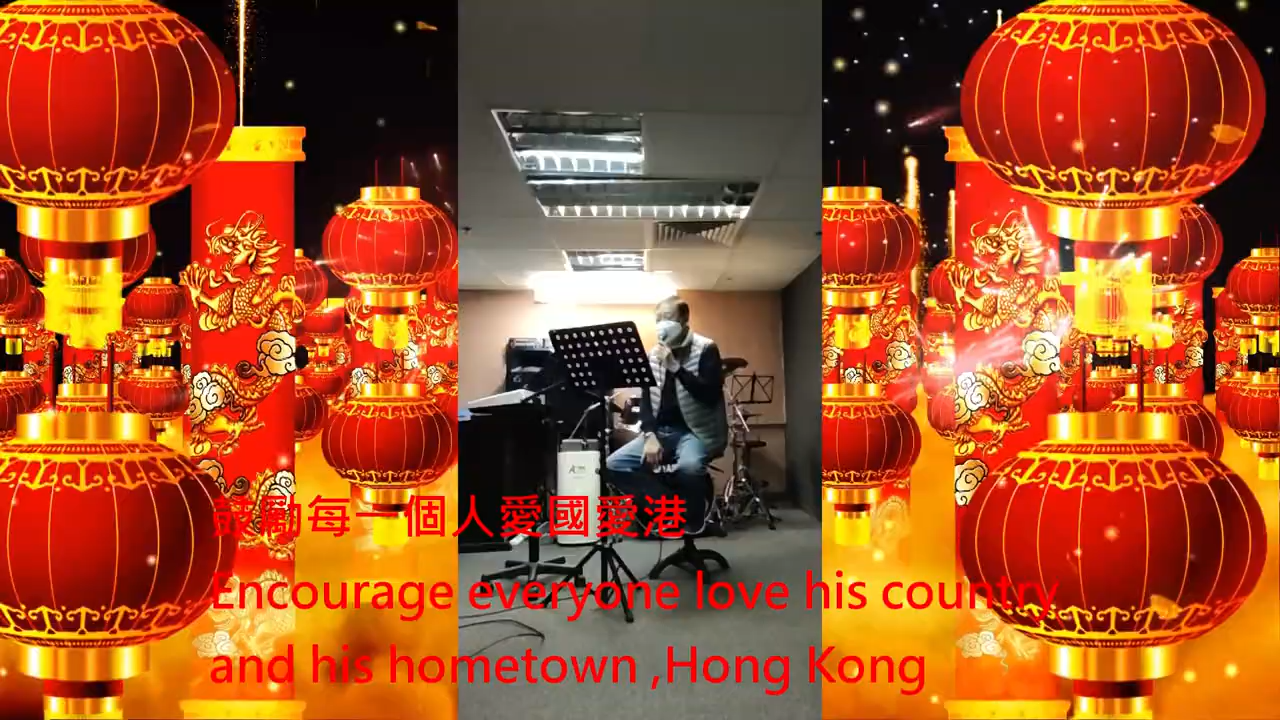 鼓勵每一個人愛國愛港
Encourage everyone love his country
and his hometown ,Hong Kong